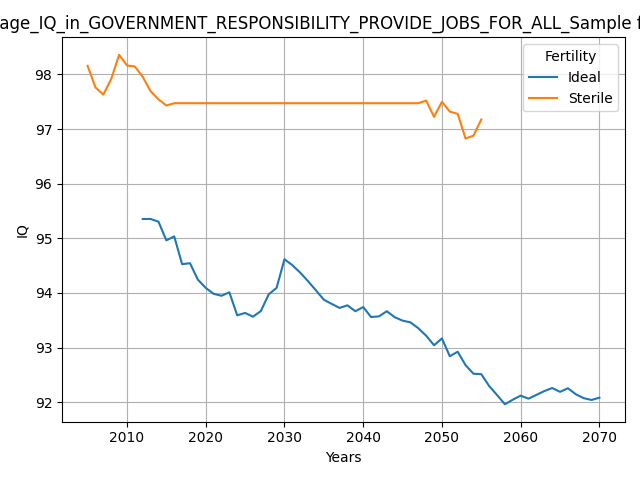 age_IQ_in_GOVERNMENT_RESPONSIBILITY_PROVIDE_JOBS_FOR_ALL_Sample
Fertility
Ideal
Sterile
98
97
96
95
94
93
92
IQ
2010 2020 2030 2040 2050 2060 2070
Years